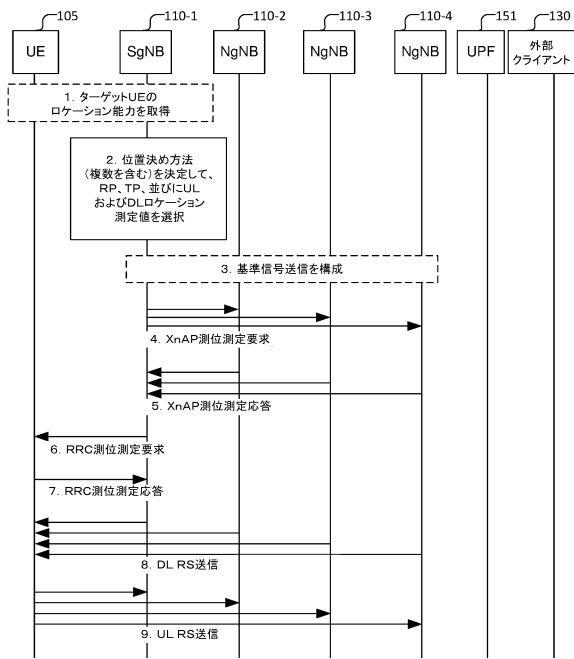 105
110-1
110-2
110-3
110-4
151
130
UE
SgNB
NgNB
NgNB
NgNB
UPF
外部
クライアント
1. ターゲットUEの
ロケーション能力を取得
2. 位置決め方法
(複数を含む)を決定して、
RP、TP、並びにUL
およびDLロケーション
測定値を選択
3. 基準信号送信を構成
4. XnAP測位測定要求
5. XnAP測位測定応答
6. RRC測位測定要求
7. RRC測位測定応答
8. DL RS送信
9. UL RS送信